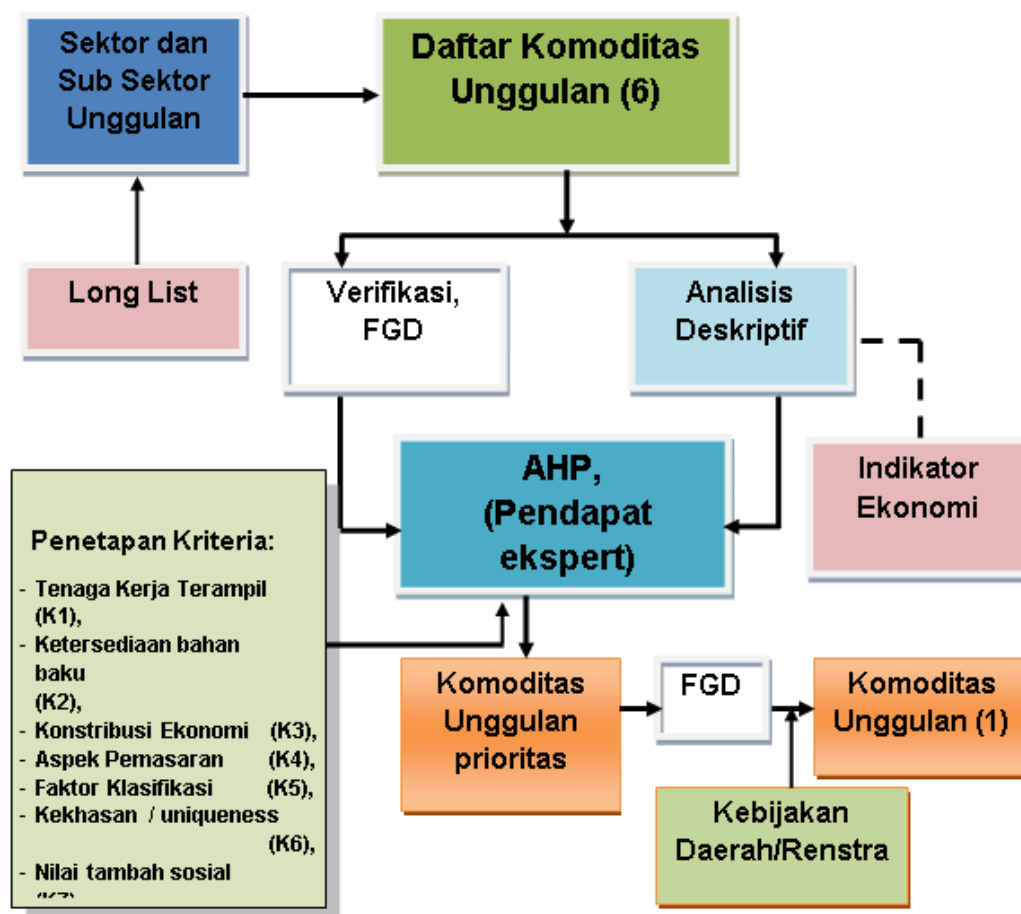 Sektor dan
Sub Sektor
Unggulan
Daftar Komoditas
Unggulan (6)
Long List
Verifikasi,
FGD
Analisis
Deskriptif
AHP,
(Pendapat
ekspert)
Indikator
Ekonomi
Penetapan Kriteria:
- Tenaga Kerja Terampil
(K1),
- Ketersediaan bahan
baku
(K2),
- Konstribusi Ekonomi (K3),
- Aspek Pemasaran (K4),
- Faktor Klasifikasi (K5),
- Kekhasan / uniqueness
(K6),
- Nilai tambah sosial
Komoditas
Unggulan
prioritas
FGD
Komoditas
Unggulan (1)
Kebijakan
Daerah/Renstra